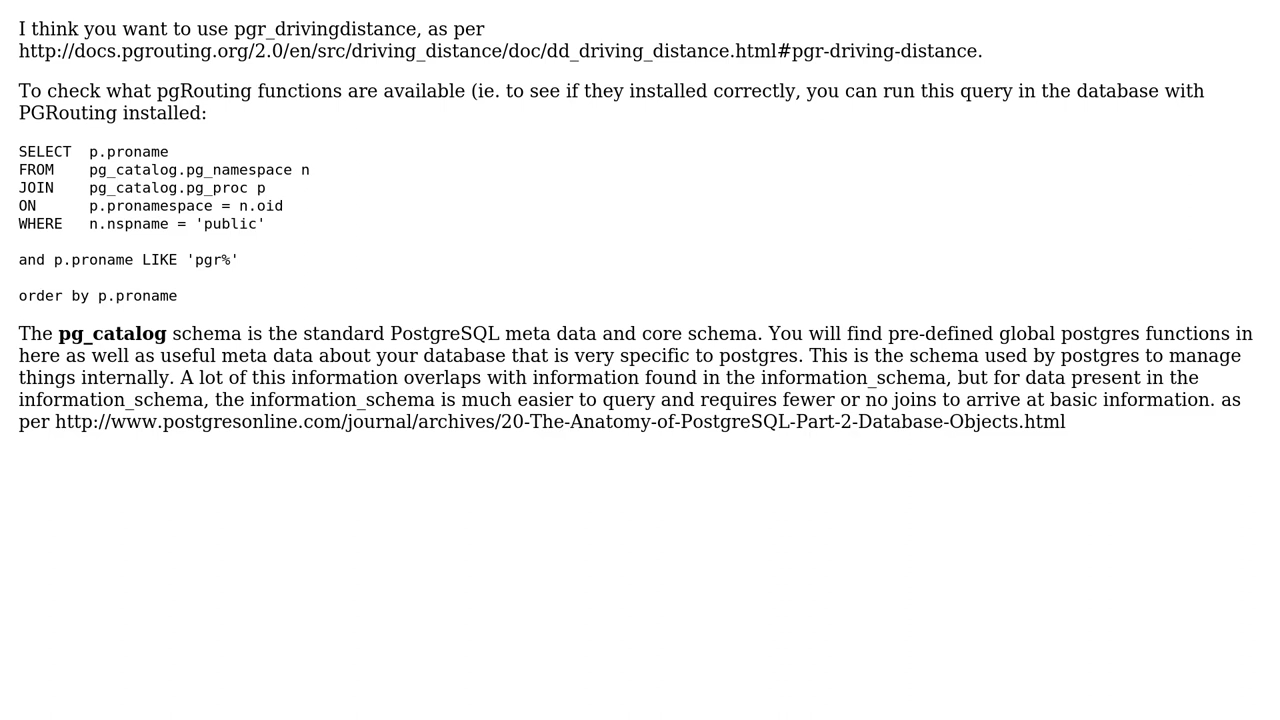 I think you want to use pgr_drivingdistance, as per
http://docs.pgrouting.org/2.0/en/src/driving_distance/doc/dd_driving_distance.html#pgr-driving-distance.
To check what pgRouting functions are available (ie. to see if they installed correctly, you can run this query in the database with
PGRouting installed:
SELECT  p.proname
FROM    pg_catalog.pg_namespace n
JOIN    pg_catalog.pg_proc p
ON      p.pronamespace = n.oid
WHERE   n.nspname = 'public'
and p.proname LIKE 'pgr%'
order by p.proname
The pg_catalog schema is the standard PostgreSQL meta data and core schema. You will find pre-defined global postgres functions in
here as well as useful meta data about your database that is very specific to postgres. This is the schema used by postgres to manage
things internally. A lot of this information overlaps with information found in the information_schema, but for data present in the
information_schema, the information_schema is much easier to query and requires fewer or no joins to arrive at basic information. as
per http://www.postgresonline.com/journal/archives/20-The-Anatomy-of-PostgreSQL-Part-2-Database-Objects.html